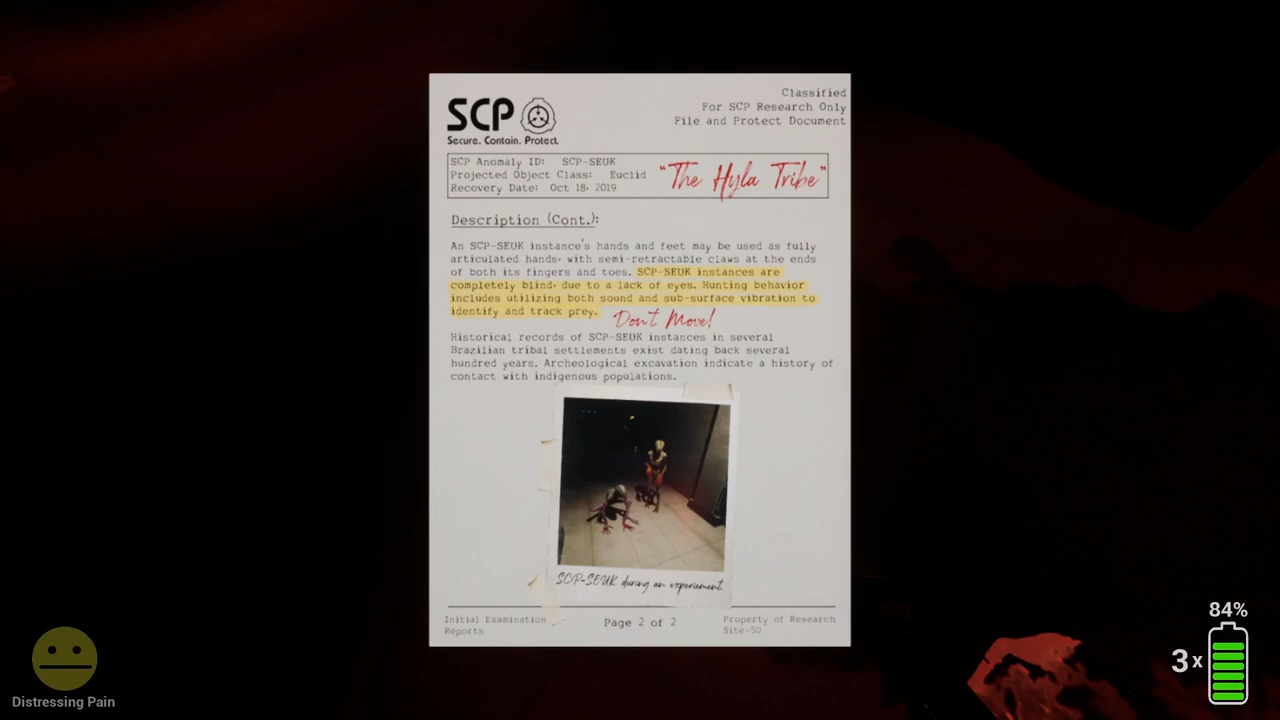 SCP
Secure. Contain. Protect.
Classified
For SCP Research Only
File and Protect Document
SCP Anomaly ID: SCP-SEUK
Projected Object Class: Euclid
Recovery Date: Oct 18, 2019
"The Hyla Tribe"
Description (Cont.):
An SCP-SEUK instance's hands and feet may be used as fully
articulated hands, with semi-retractable claws at the ends
of both its fingers and toes. SCP-SEUK instances are
completely blind, due to a lack of eyes. Hunting behavior
includes utilizing both sound and sub-surface vibration to
identify and track prey.
Don't Move!
Historical records of SCP-SEUK instances in several
Brazilian tribal settlements exist dating back several
hundred years. Archeological excavation indicate a history of
contact with indigenous populations.
SCP-SEUK during an experiement
Initial Examination
Reports
Page 2 of 2
Property of Research
Site-50
Distressing Pain
84%
3x